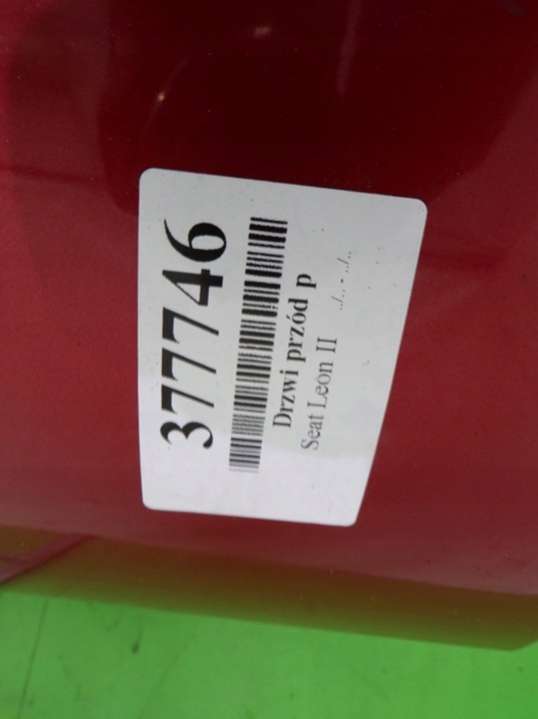 377746
Drzwi przód p
Seat Leon II
../.. - ../..